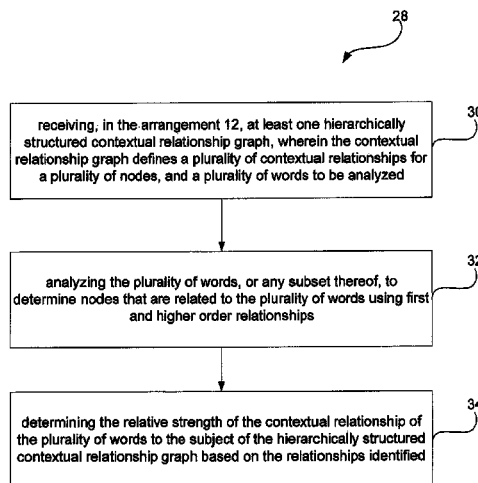 28
30
receiving, in the arrangement 12, at least one hierarchically
structured contextual relationship graph, wherein the contextual
relationship graph defines a plurality of contextual relationships for
a plurality of nodes, and a plurality of words to be analyzed
32
analyzing the plurality of words, or any subset thereof, to
determine nodes that are related to the plurality of words using first
and higher order relationships
34
determining the relative strength of the contextual relationship of
the plurality of words to the subject of the hierarchically structured
contextual relationship graph based on the relationships identified